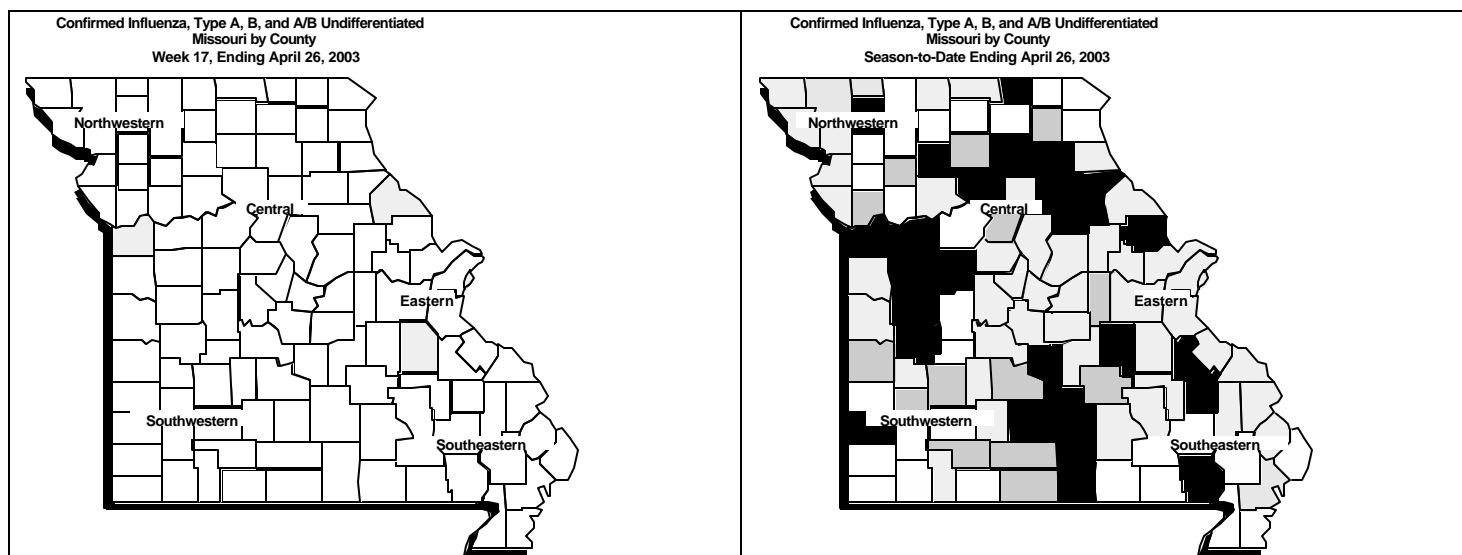 Confirmed Influenza, Type A, B, and A/B Undifferentiated
Missouri by County
Week 17, Ending April 26, 2003
Northwestern
Central
Eastern
Southwestern
Southeastern
Confirmed Influenza, Type A, B, and A/B Undifferentiated
Missouri by County
Season-to-Date Ending April 26, 2003
Northwestern
Central
Eastern
Southwestern
Southeastern